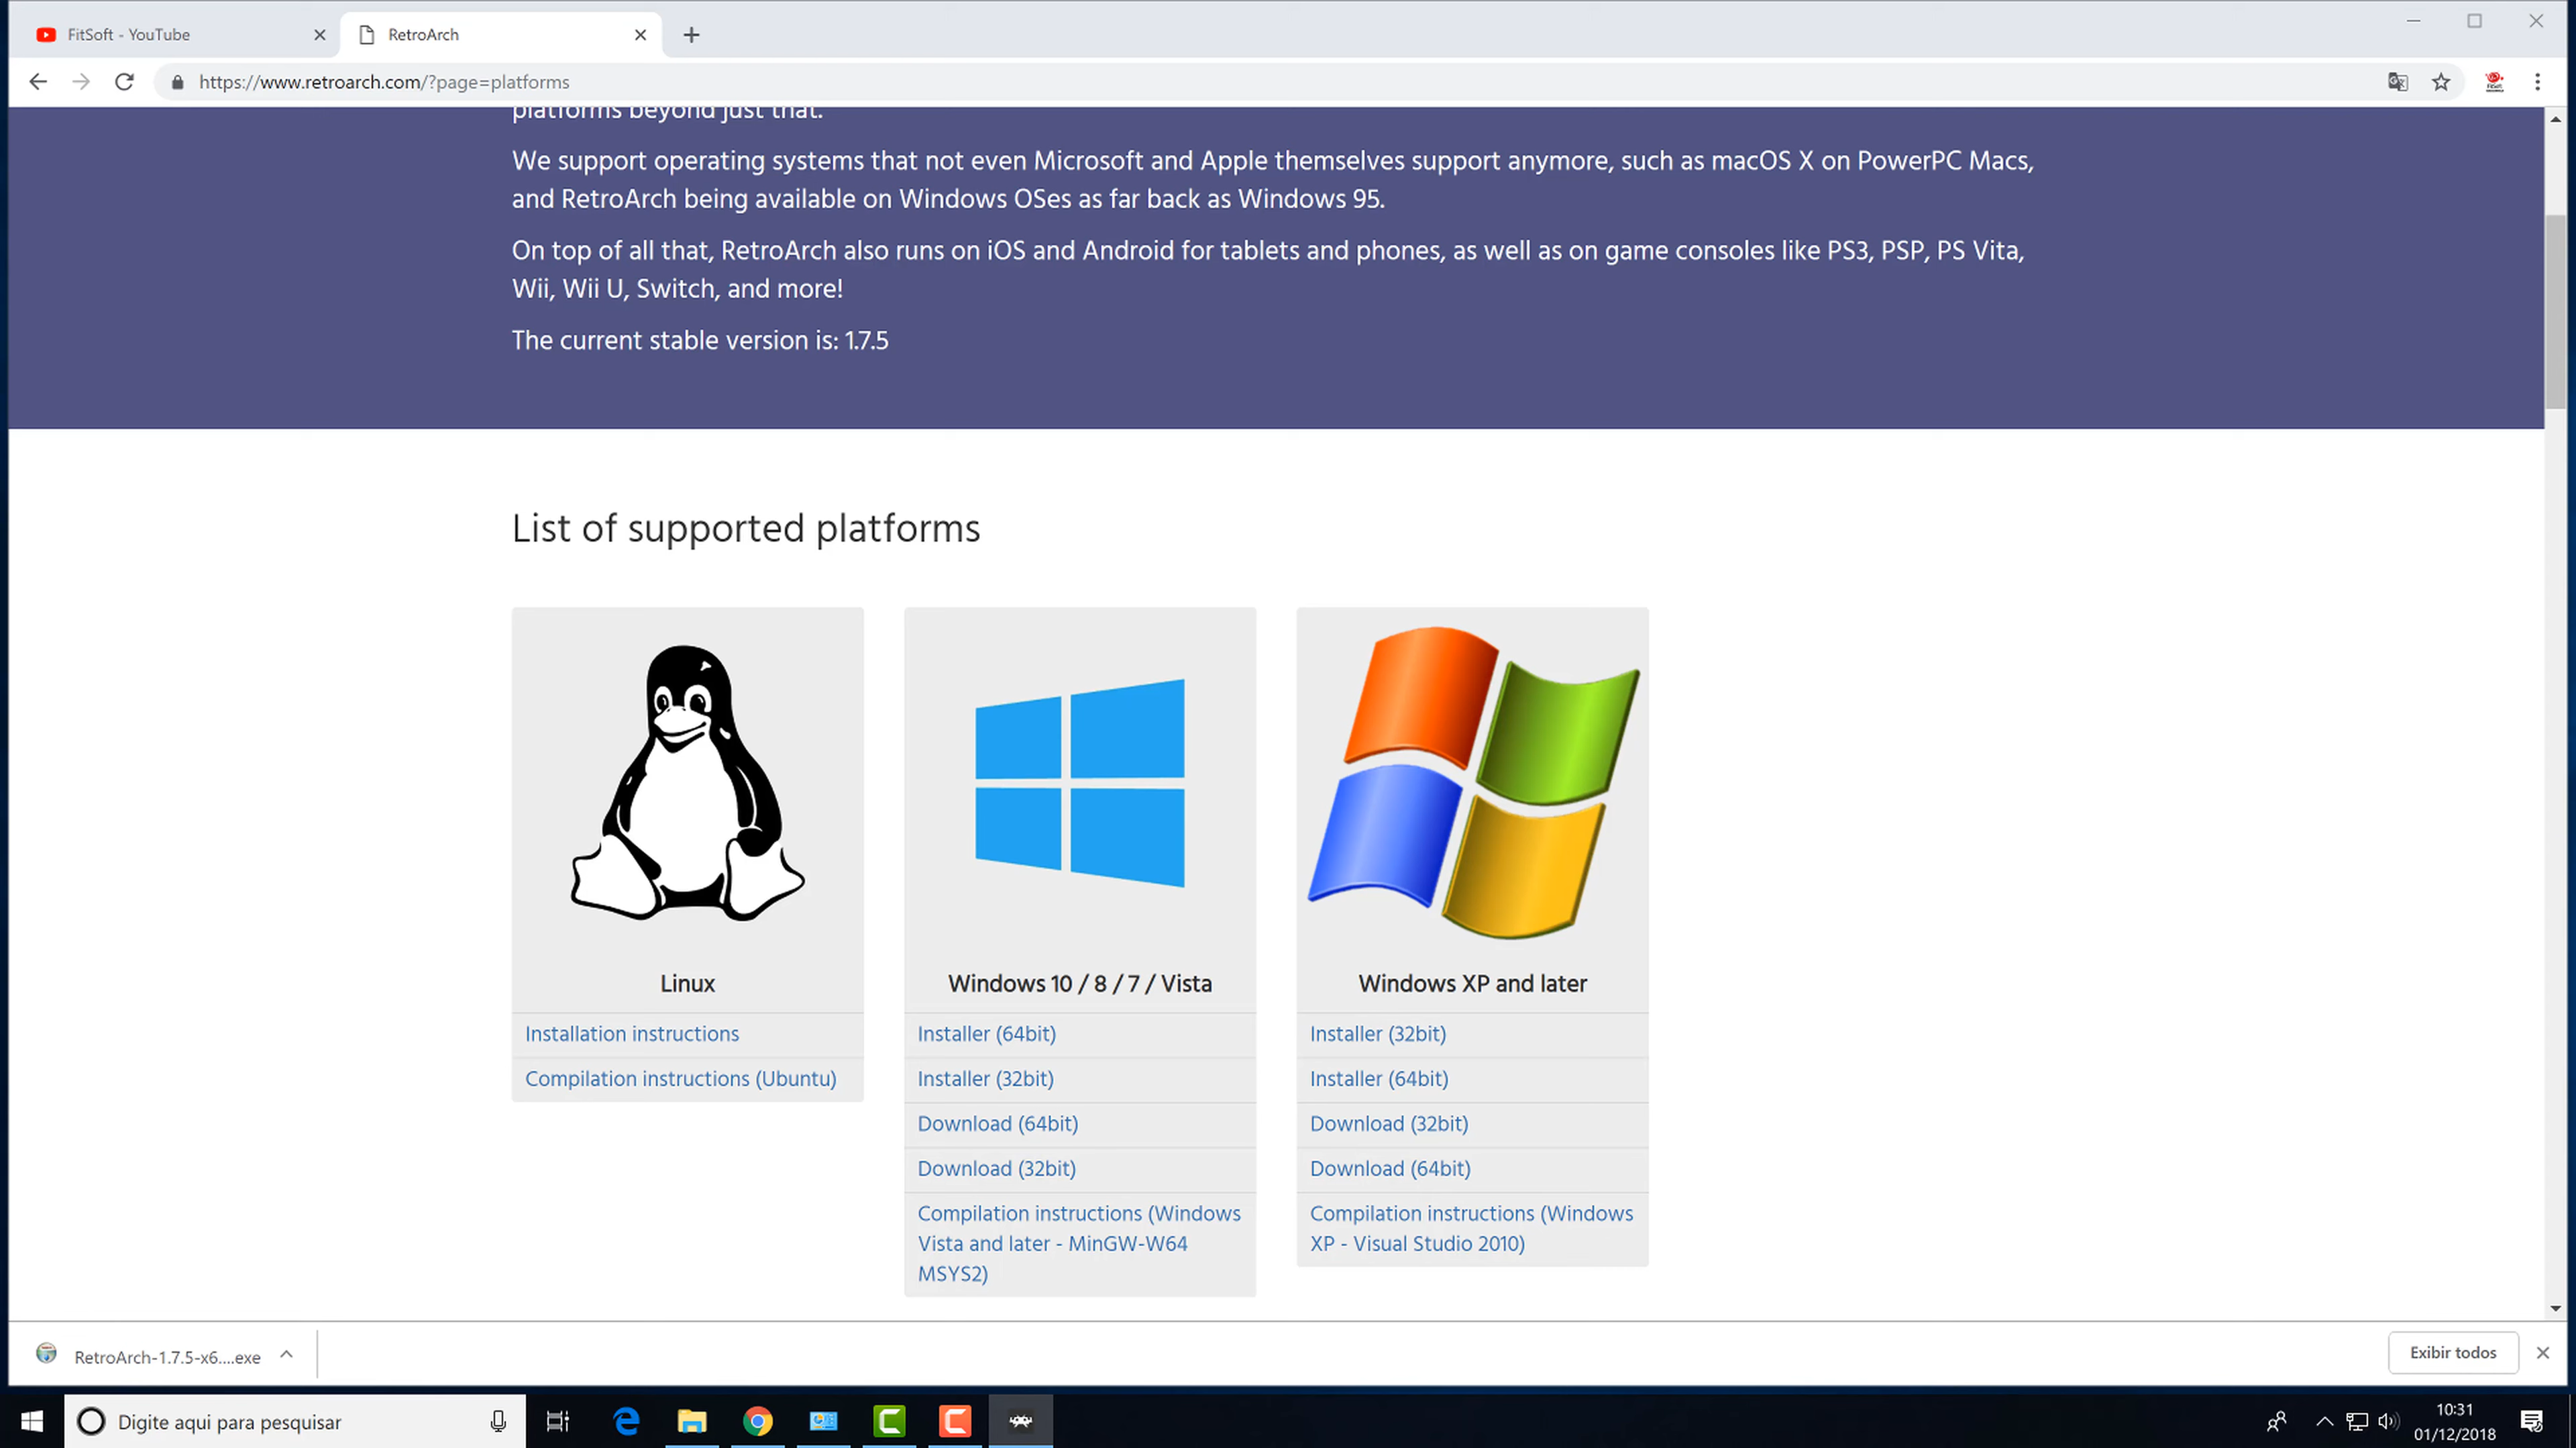 FitSoft - YouTube
RetroArch
https://www.retroarch.com/?page=platforms
platforms beyond just that.
We support operating systems that not even Microsoft and Apple themselves support anymore, such as macOS X on PowerPC Macs,
and RetroArch being available on Windows OSes as far back as Windows 95.
On top of all that, RetroArch also runs on iOS and Android for tablets and phones, as well as on game consoles like PS3, PSP, PS Vita,
Wii, Wii U, Switch, and more!
The current stable version is: 1.7.5
List of supported platforms
Linux
Installation instructions
Compilation instructions (Ubuntu)
Windows 10 / 8 / 7 / Vista
Installer (64bit)
Installer (32bit)
Download (64bit)
Download (32bit)
Compilation instructions (Windows
Vista and later - MinGW-W64
MSYS2)
Windows XP and later
Installer (32bit)
Installer (64bit)
Download (32bit)
Download (64bit)
Compilation instructions (Windows
XP - Visual Studio 2010)
RetroArch-1.7.5-x6....exe
Exibir todos
Digite aqui para pesquisar
10:31
01/12/2018